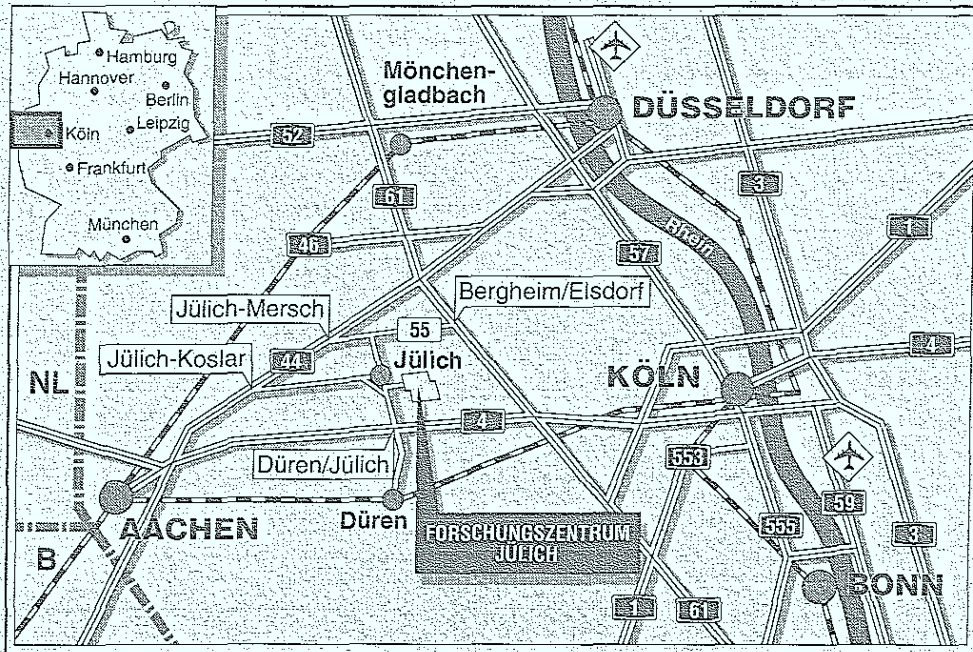 Hamburg
Hannover
Berlin
Leipzig
Köln
Frankfurt
München
Mönchen-
gladbach
DÜSSELDORF
52
61
3
1
46
57
Rhein
Jülich-Mersch
Bergheim/Elsdorf
55
4
Jülich-Koslar
44
Jülich
KÖLN
NL
4
553
Düren/Jülich
Düren
AACHEN
FORSCHUNGSZENTRUM
JÜLICH
59
555
3
B
BONN
1
61